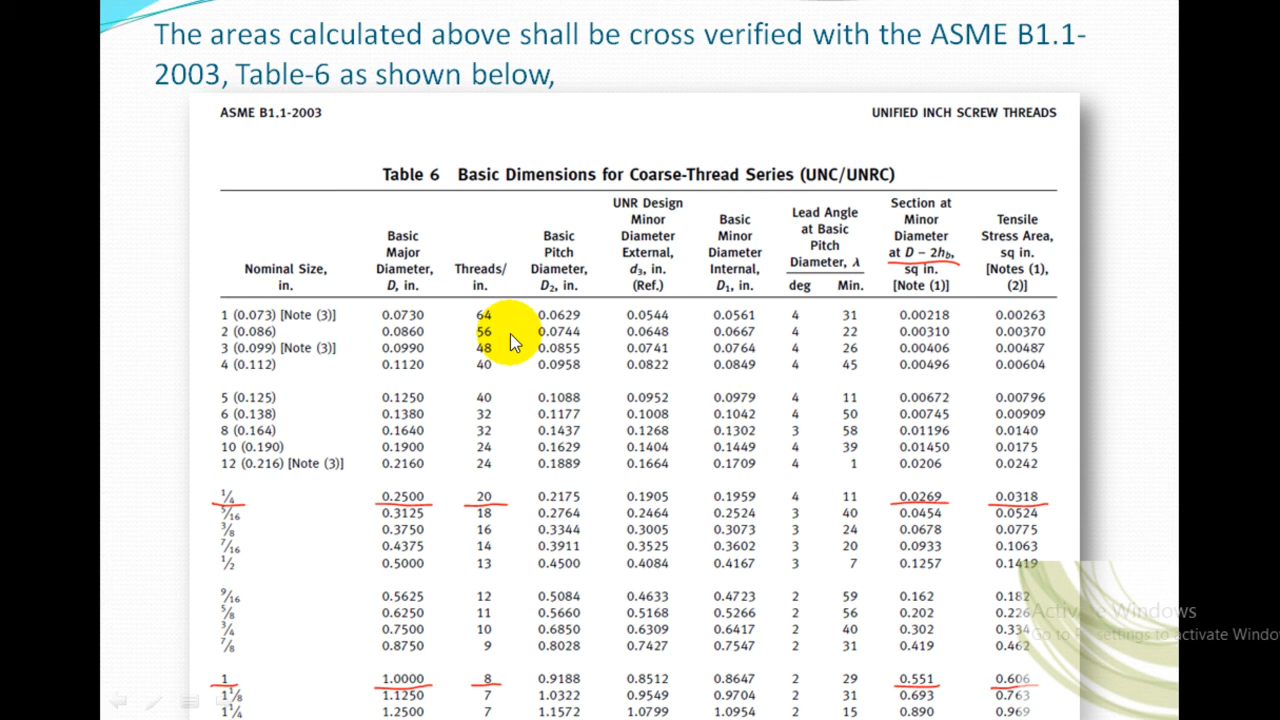 The areas calculated above shall be cross verified with the ASME B1.1-
2003, Table-6 as shown below,
ASME B1.1-2003 UNIFIED INCH SCREW THREADS
Table 6 Basic Dimensions for Coarse-Thread Series (UNC/UNRC)
Nominal Size, in. Basic Major Diameter, D, in. Threads/ in. Basic Pitch Diameter, D2, in. UNR Design Minor Diameter External, d3, in. (Ref.) Basic Minor Diameter Internal, D1, in. Lead Angle at Basic Pitch Diameter, λ deg Min. Section at Minor Diameter at D − 2hb, sq in. [Note (1)] Tensile Stress Area, sq in. [Notes (1), (2)]
1 (0.073) [Note (3)] 0.0730 64 0.0629 0.0544 0.0561 4 31 0.00218 0.00263
2 (0.086) 0.0860 56 0.0744 0.0648 0.0667 4 22 0.00310 0.00370
3 (0.099) [Note (3)] 0.0990 48 0.0855 0.0741 0.0764 4 26 0.00406 0.00487
4 (0.112) 0.1120 40 0.0958 0.0822 0.0849 4 45 0.00496 0.00604
5 (0.125) 0.1250 40 0.1088 0.0952 0.0979 4 11 0.00672 0.00796
6 (0.138) 0.1380 32 0.1177 0.1008 0.1042 4 50 0.00745 0.00909
8 (0.164) 0.1640 32 0.1437 0.1268 0.1302 3 58 0.01196 0.0140
10 (0.190) 0.1900 24 0.1629 0.1404 0.1449 4 39 0.01450 0.0175
12 (0.216) [Note (3)] 0.2160 24 0.1889 0.1664 0.1709 4 1 0.0206 0.0242
1/4 0.2500 20 0.2175 0.1905 0.1959 4 11 0.0269 0.0318
5/16 0.3125 18 0.2764 0.2464 0.2524 3 40 0.0454 0.0524
3/8 0.3750 16 0.3344 0.3005 0.3073 3 24 0.0678 0.0775
7/16 0.4375 14 0.3911 0.3525 0.3602 3 20 0.0933 0.1063
1/2 0.5000 13 0.4500 0.4084 0.4167 3 7 0.1257 0.1419
9/16 0.5625 12 0.5084 0.4633 0.4723 2 59 0.162 0.182
5/8 0.6250 11 0.5660 0.5168 0.5266 2 56 0.202 0.226
3/4 0.7500 10 0.6850 0.6309 0.6417 2 40 0.302 0.334
7/8 0.8750 9 0.8028 0.7427 0.7547 2 31 0.419 0.462
1 1.0000 8 0.9188 0.8512 0.8647 2 29 0.551 0.606
1 1/8 1.1250 7 1.0322 0.9549 0.9704 2 31 0.693 0.763
1 1/4 1.2500 7 1.1572 1.0799 1.0954 2 15 0.890 0.969
Activate Windows
Go to settings to activate Windo